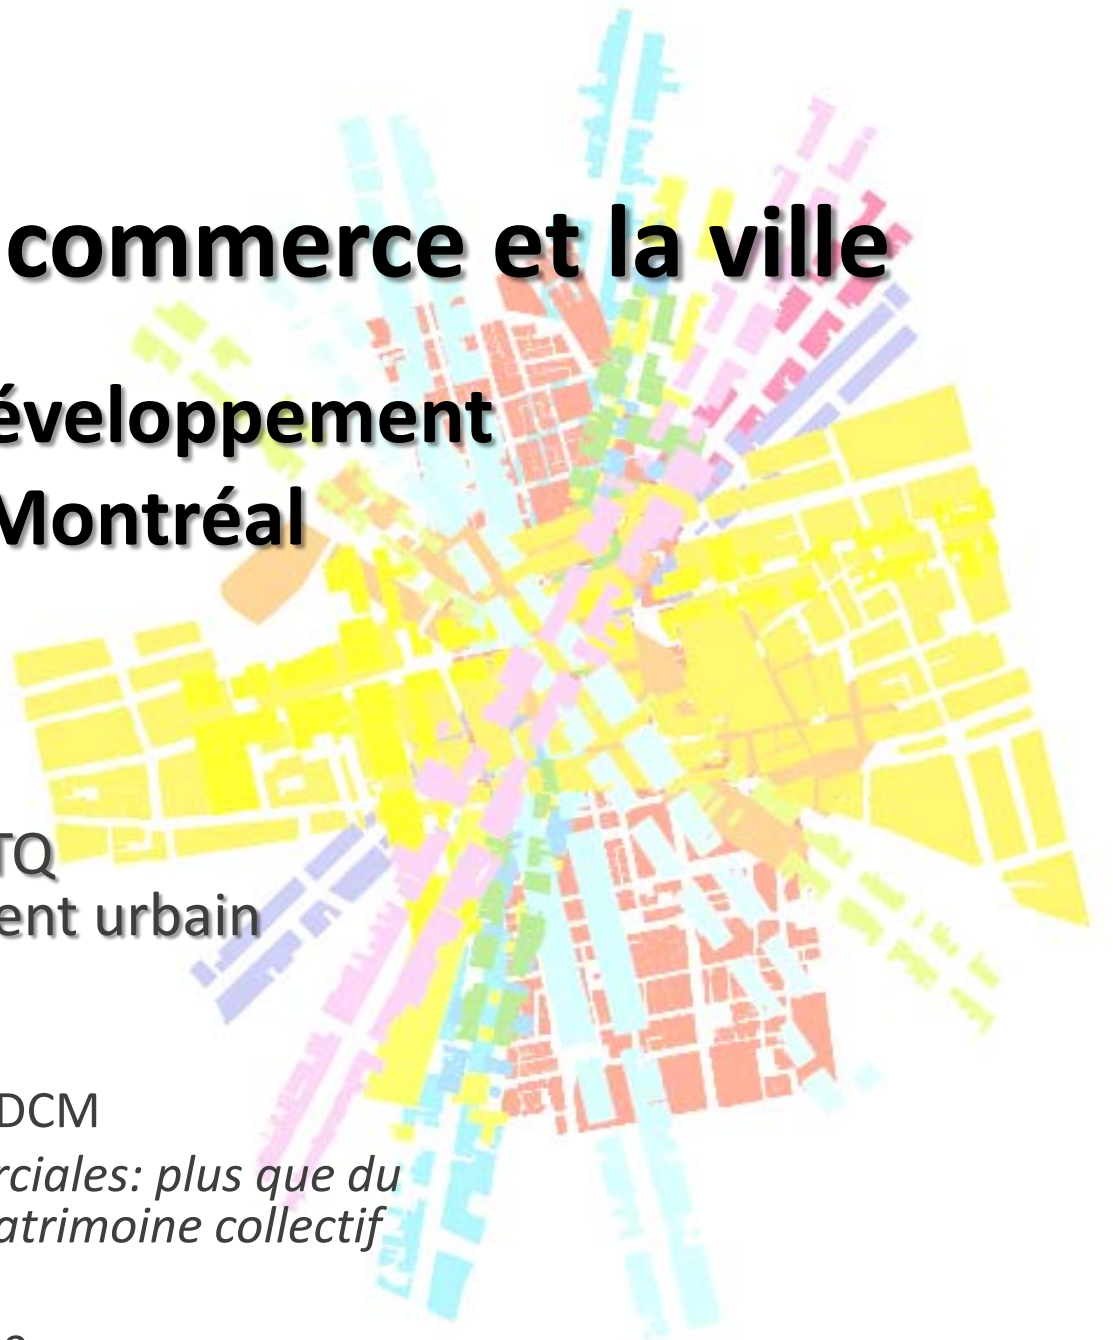 commerce et la ville
éveloppement
Montréal
TQ
ent urbain
DCM
rciales: plus que du
atrimoine collectif